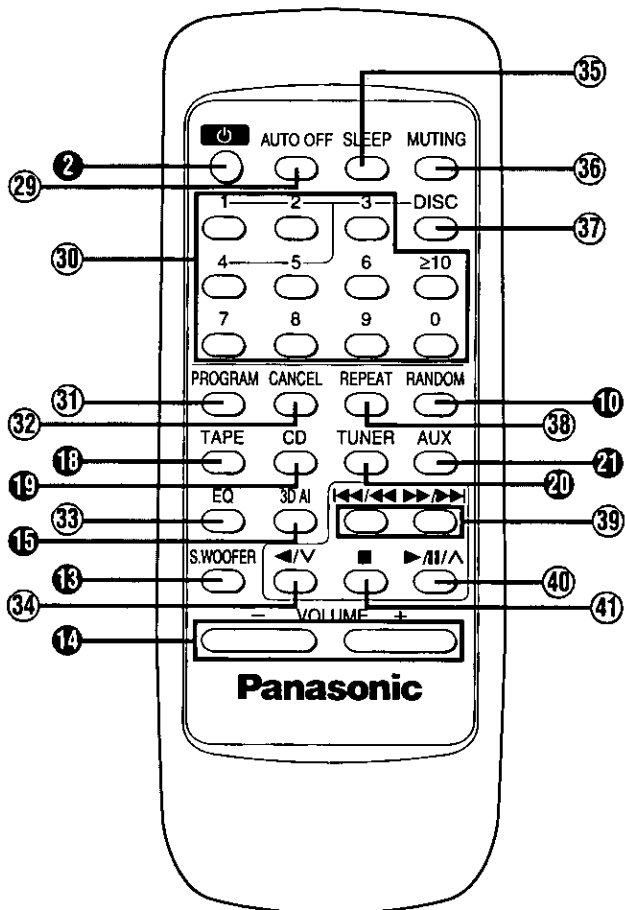 35
⏻ AUTO OFF SLEEP MUTING
2
29
36
1 2 3 DISC
37
30
4 5 6 ≥10
7 8 9 0
PROGRAM CANCEL REPEAT RANDOM
31
32
38
10
TAPE CD TUNER AUX
18
19
20
21
EQ 3D AI |◀◀/◀◀ ▶▶/▶▶|
33
15
39
S.WOOFER ◀/∨ ■ ▶/II/∧
13
34
40
41
− VOLUME +
14
Panasonic